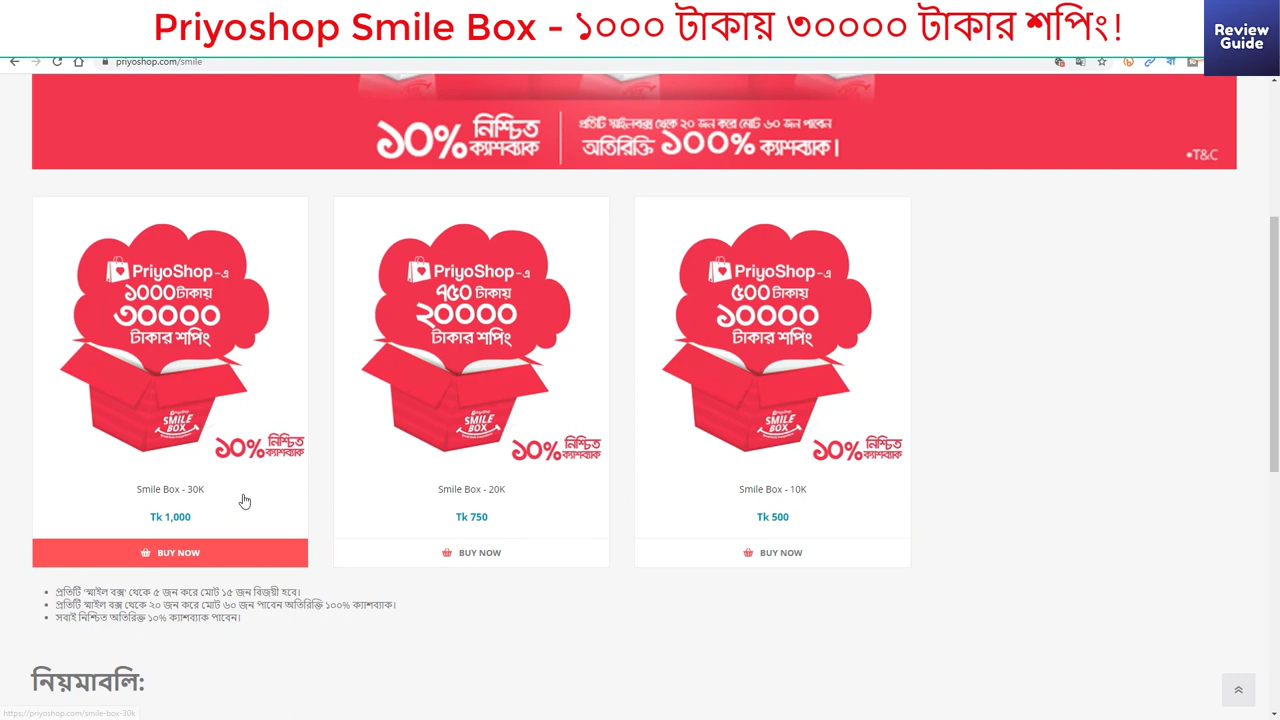 Priyoshop Smile Box - ১০০০ টাকায় ৩০০০০ টাকার শপিং!
Review
Guide
priyoshop.com/smile
১০% নিশ্চিত
ক্যাশব্যাক
প্রতিটি স্মাইলবক্স থেকে ২০ জন করে মোট ৬০ জন পাবেন
অতিরিক্ত ১০০% ক্যাশব্যাক।
•T&C
PriyoShop-এ
১০০০টাকায়
৩০০০০
টাকার শপিং
PriyoShop
SMILE
BOX
১০% নিশ্চিত
ক্যাশব্যাক
Smile Box - 30K
Tk 1,000
BUY NOW
PriyoShop-এ
৭৫০ টাকায়
২০০০০
টাকার শপিং
PriyoShop
SMILE
BOX
১০% নিশ্চিত
ক্যাশব্যাক
Smile Box - 20K
Tk 750
BUY NOW
PriyoShop-এ
৫০০ টাকায়
১০০০০
টাকার শপিং
PriyoShop
SMILE
BOX
১০% নিশ্চিত
ক্যাশব্যাক
Smile Box - 10K
Tk 500
BUY NOW
প্রতিটি 'স্মাইল বক্স' থেকে ৫ জন করে মোট ১৫ জন বিজয়ী হবে।
প্রতিটি স্মাইল বক্স থেকে ২০ জন করে মোট ৬০ জন পাবেন অতিরিক্তি ১০০% ক্যাশব্যাক।
সবাই নিশ্চিত অতিরিক্ত ১০% ক্যাশব্যাক পাবেন।
নিয়মাবলি:
https://priyoshop.com/smile-box-30k